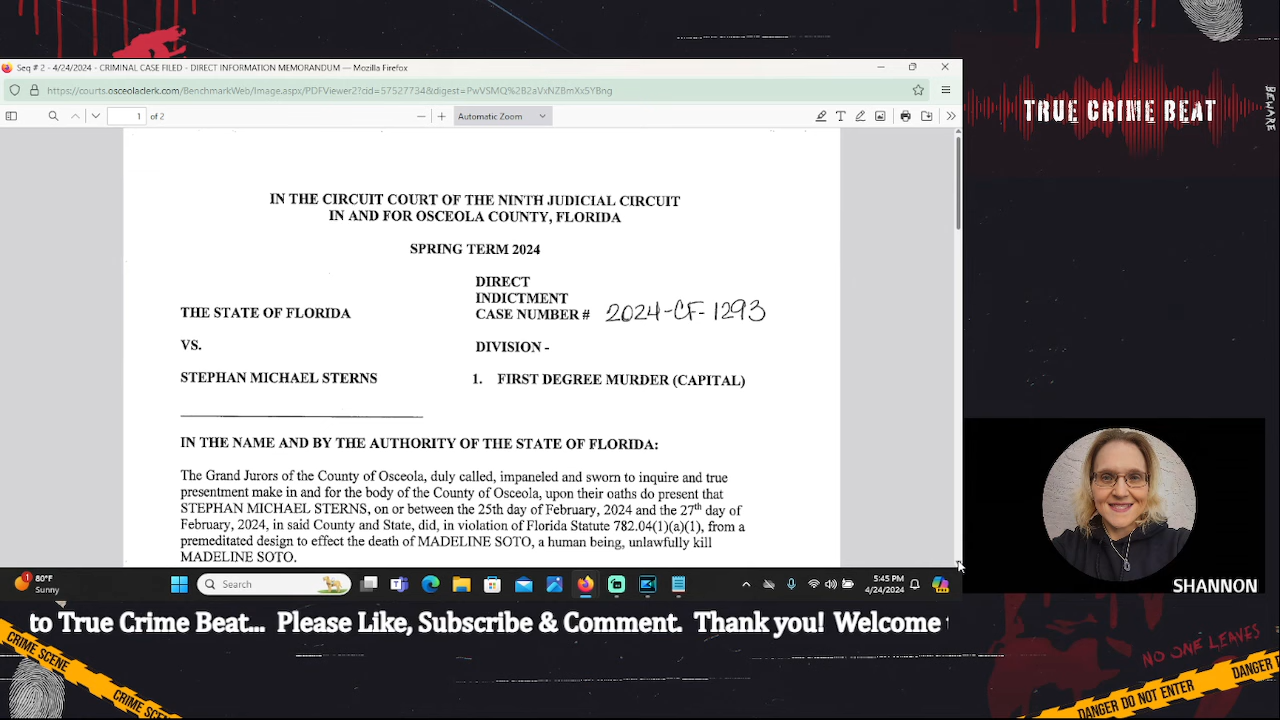 Seq # 2 - 4/24/2024 - CRIMINAL CASE FILED - DIRECT INFORMATION MEMORANDUM — Mozilla Firefox
https://courts.osceolaclerk.com/BenchmarkWeb/Image.aspx/PDFViewer2?cid=57527734&digest=PwVSMQ%2B2aVxNZBmXx5YBng
1 of 2
Automatic Zoom
IN THE CIRCUIT COURT OF THE NINTH JUDICIAL CIRCUIT
IN AND FOR OSCEOLA COUNTY, FLORIDA
SPRING TERM 2024
DIRECT
INDICTMENT
CASE NUMBER # 2024-CF-1293
THE STATE OF FLORIDA
VS.
DIVISION -
STEPHAN MICHAEL STERNS
1. FIRST DEGREE MURDER (CAPITAL)
IN THE NAME AND BY THE AUTHORITY OF THE STATE OF FLORIDA:
The Grand Jurors of the County of Osceola, duly called, impaneled and sworn to inquire and true
presentment make in and for the body of the County of Osceola, upon their oaths do present that
STEPHAN MICHAEL STERNS, on or between the 25th day of February, 2024 and the 27th day of
February, 2024, in said County and State, did, in violation of Florida Statute 782.04(1)(a)(1), from a
premeditated design to effect the death of MADELINE SOTO, a human being, unlawfully kill
MADELINE SOTO.
1
80°F
Sunny
Search
5:45 PM
4/24/2024
to True Crime Beat... Please Like, Subscribe & Comment. Thank you! Welcome
TRUE CRIME BEAT
BEWARE
SHANNON
NO ONE LEAVES
CRIME SCENE
CRIME SCE
DANGER DO NOT ENTER
DANGER D